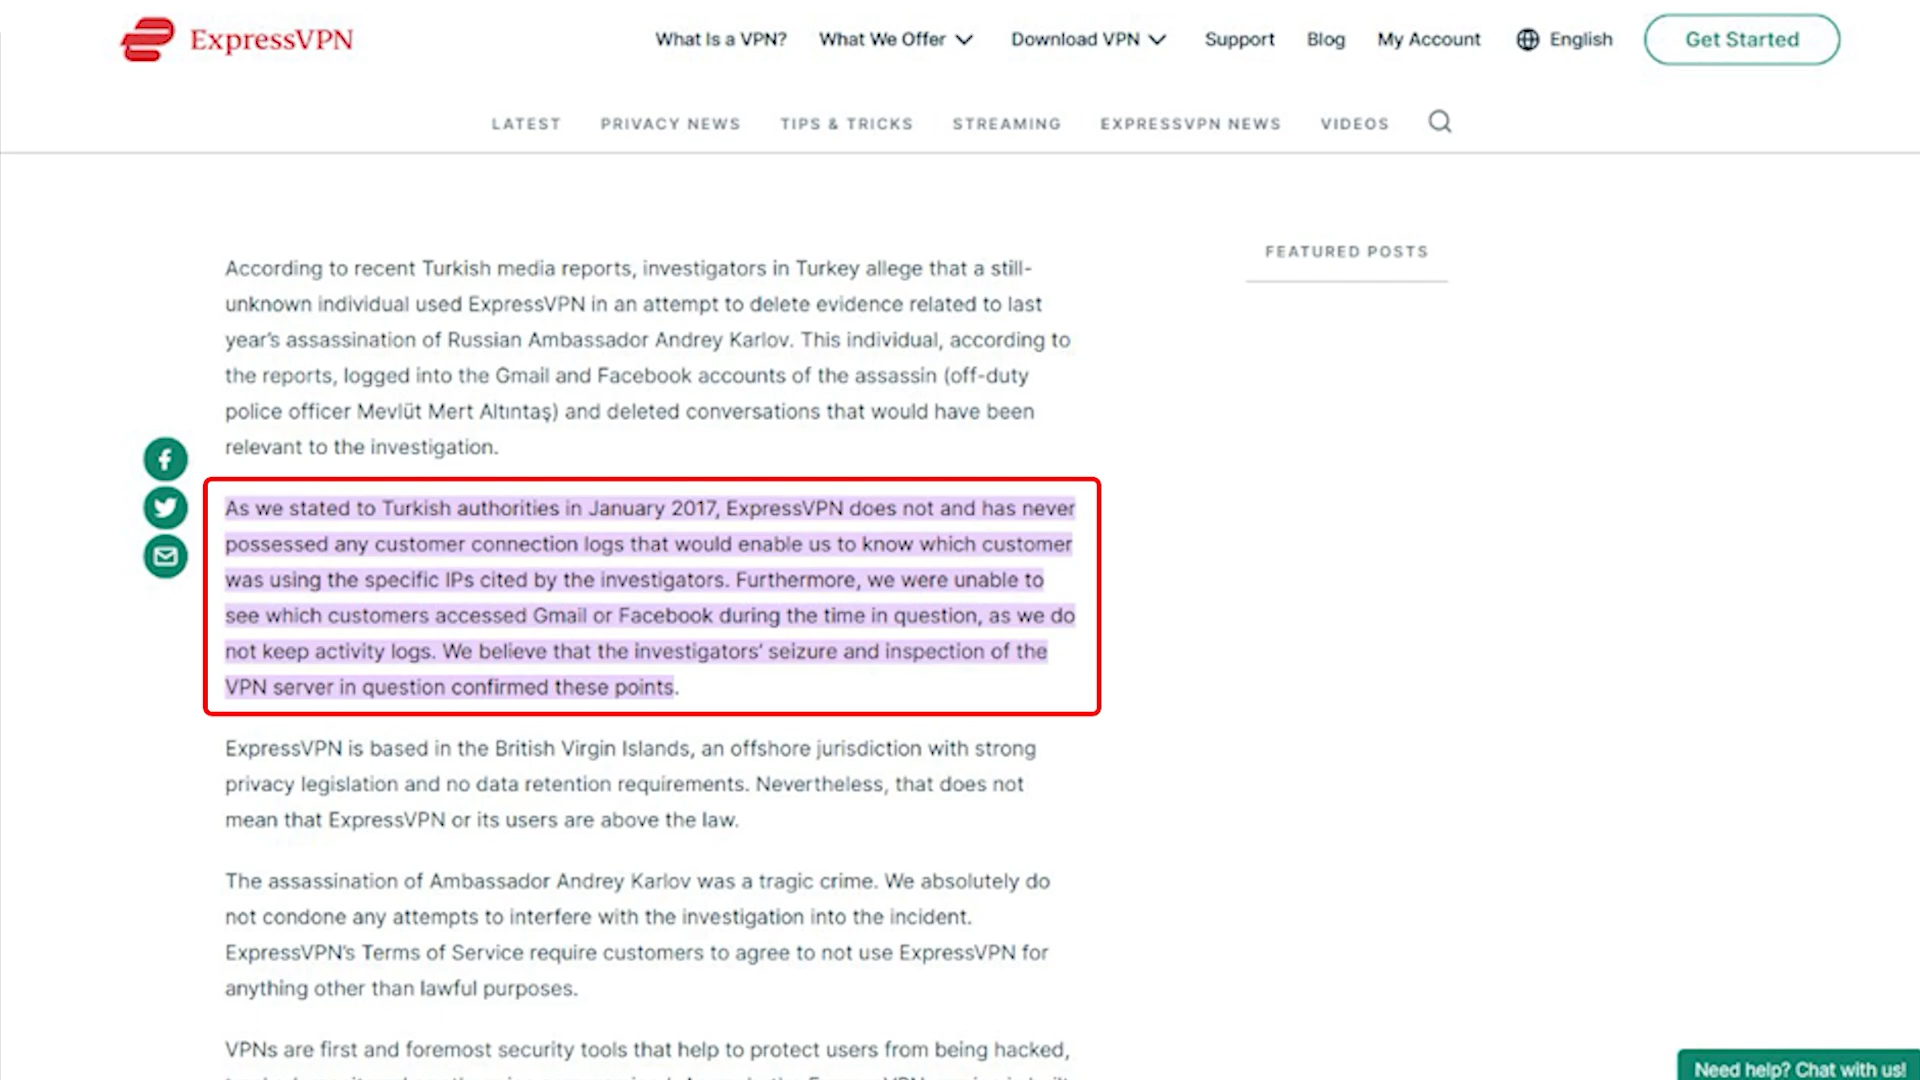 ExpressVPN
What Is a VPN?
What We Offer
Download VPN
Support
Blog
My Account
English
Get Started
LATEST
PRIVACY NEWS
TIPS & TRICKS
STREAMING
EXPRESSVPN NEWS
VIDEOS
FEATURED POSTS
According to recent Turkish media reports, investigators in Turkey allege that a still-
unknown individual used ExpressVPN in an attempt to delete evidence related to last
year's assassination of Russian Ambassador Andrey Karlov. This individual, according to
the reports, logged into the Gmail and Facebook accounts of the assassin (off-duty
police officer Mevlüt Mert Altıntaş) and deleted conversations that would have been
relevant to the investigation.
As we stated to Turkish authorities in January 2017, ExpressVPN does not and has never
possessed any customer connection logs that would enable us to know which customer
was using the specific IPs cited by the investigators. Furthermore, we were unable to
see which customers accessed Gmail or Facebook during the time in question, as we do
not keep activity logs. We believe that the investigators' seizure and inspection of the
VPN server in question confirmed these points.
ExpressVPN is based in the British Virgin Islands, an offshore jurisdiction with strong
privacy legislation and no data retention requirements. Nevertheless, that does not
mean that ExpressVPN or its users are above the law.
The assassination of Ambassador Andrey Karlov was a tragic crime. We absolutely do
not condone any attempts to interfere with the investigation into the incident.
ExpressVPN's Terms of Service require customers to agree to not use ExpressVPN for
anything other than lawful purposes.
VPNs are first and foremost security tools that help to protect users from being hacked,
Need help? Chat with us!